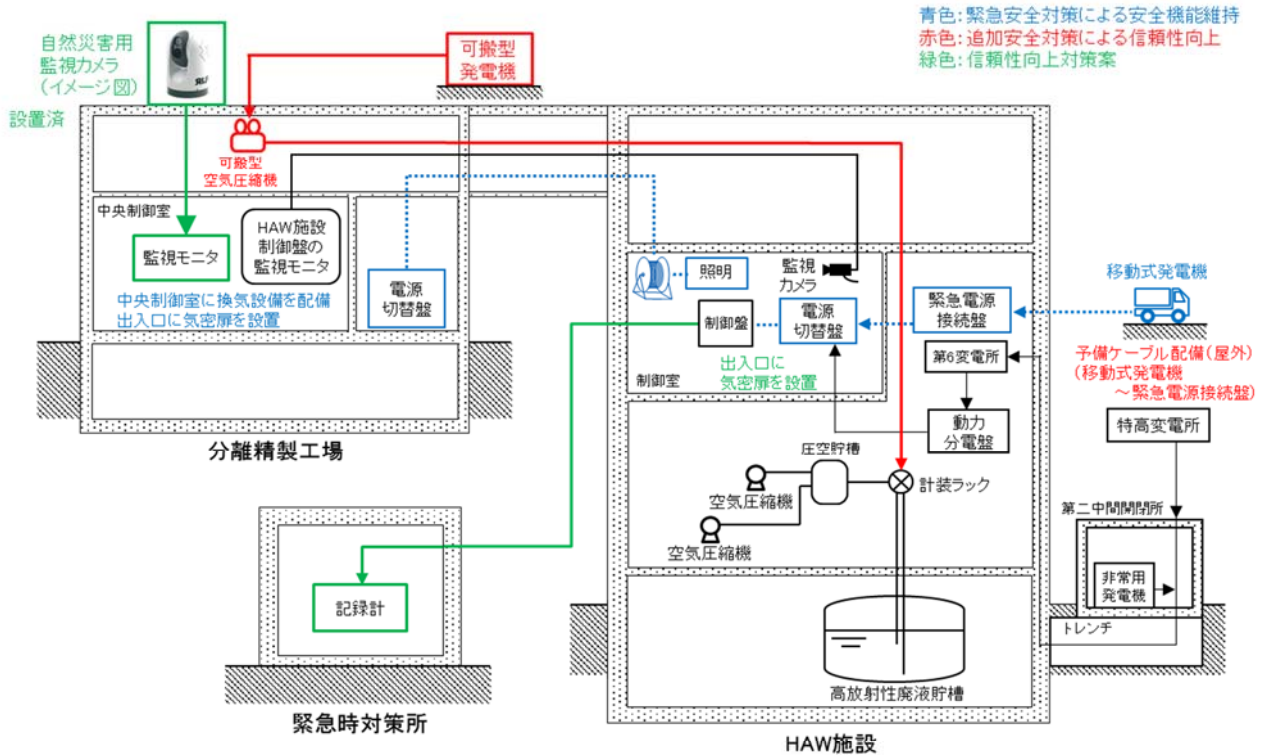 青色：緊急安全対策による安全機能維持
赤色：追加安全対策による信頼性向上
緑色：信頼性向上対策案
自然災害用
監視カメラ
(イメージ図)
設置済
可搬型
発電機
可搬型
空気圧縮機
中央制御室
監視モニタ
HAW施設
制御盤の
監視モニタ
中央制御室に換気設備を配備
出入口に気密扉を設置
電源
切替盤
分離精製工場
照明
監視
カメラ
制御盤
電源
切替盤
緊急電源
接続盤
出入口に
気密扉を設置
制御室
第6変電所
動力
分電盤
移動式発電機
予備ケーブル配備(屋外)
(移動式発電機
～緊急電源接続盤)
特高変電所
圧空貯槽
空気圧縮機
空気圧縮機
計装ラック
第二中間開閉所
非常用
発電機
トレンチ
高放射性廃液貯槽
HAW施設
記録計
緊急時対策所